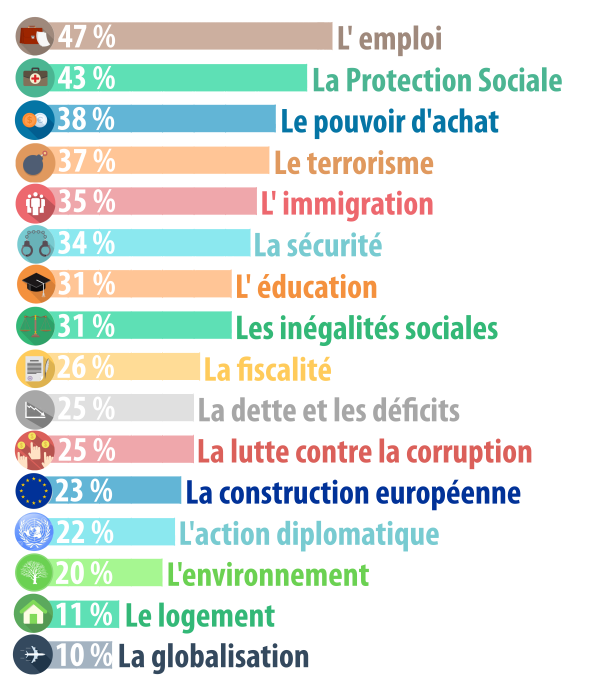 47 % L' emploi
43 % La Protection Sociale
38 % Le pouvoir d'achat
37 % Le terrorisme
35 % L' immigration
34 % La sécurité
31 % L' éducation
31 % Les inégalités sociales
26 % La fiscalité
25 % La dette et les déficits
25 % La lutte contre la corruption
23 % La construction européenne
22 % L'action diplomatique
20 % L'environnement
11 % Le logement
10 % La globalisation